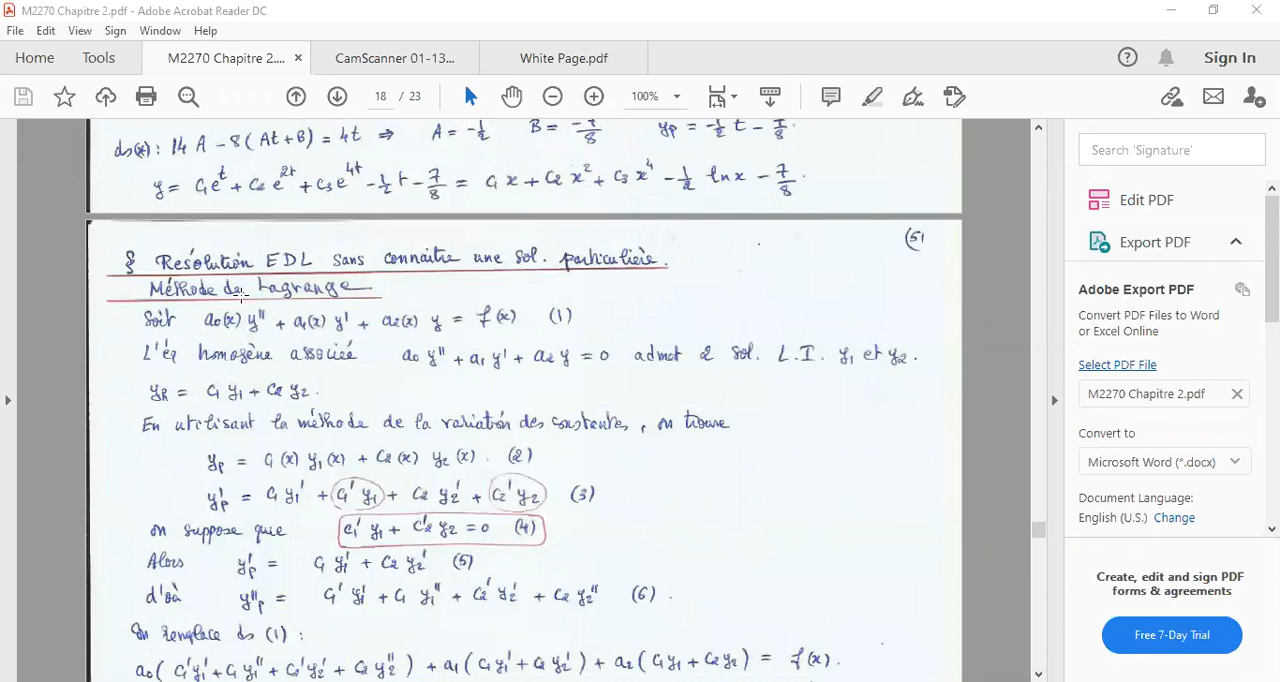 M2270 Chapitre 2.pdf - Adobe Acrobat Reader DC
File Edit View Sign Window Help
Home Tools M2270 Chapitre 2.... × CamScanner 01-13... White Page.pdf Sign In
18 / 23 100%
ds(x): 14 A - 8(At + B) = 4t ⇒ A = -1/2 B = -7/8 yp = -1/2 t - 7/8.
y = C1e^t + C2 e^2t + C3 e^4t - 1/2 t - 7/8 = C1 x + C2 x^2 + C3 x^4 - 1/2 ln x - 7/8.
(5)
§ Résolution EDL sans connaitre une sol. particulière.
Méthode de Lagrange
Soit a0(x) y" + a1(x) y' + a2(x) y = f(x) (1)
L'éq homogène associée a0 y" + a1 y' + a2 y = 0 admet 2 sol. L.I. y1 et y2.
yR = C1 y1 + C2 y2.
En utilisant la méthode de la variation des constantes, on trouve
yp = C1(x) y1(x) + C2(x) y2(x). (2)
y'p = C1 y1' + C1' y1 + C2 y2' + C2' y2 (3)
on suppose que C1' y1 + C2' y2 = 0 (4)
Alors y'p = C1 y1' + C2 y2' (5)
d'où y"p = C1' y1' + C1 y1" + C2' y2' + C2 y2" (6).
On remplace ds (1) :
a0( C1'y1' + C1 y1" + C2'y2' + C2 y2" ) + a1 ( C1y1' + C2 y2' ) + a2 ( C1y1 + C2y2 ) = f(x).
Search 'Signature'
Edit PDF
Export PDF
Adobe Export PDF
Convert PDF Files to Word
or Excel Online
Select PDF File
M2270 Chapitre 2.pdf
Convert to
Microsoft Word (*.docx)
Document Language:
English (U.S.) Change
Create, edit and sign PDF
forms & agreements
Free 7-Day Trial